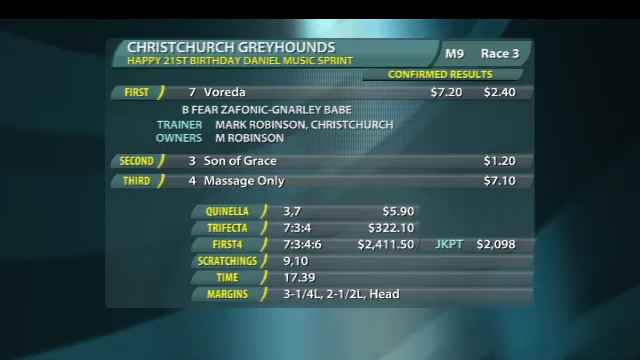 CHRISTCHURCH GREYHOUNDS M9 Race 3
HAPPY 21ST BIRTHDAY DANIEL MUSIC SPRINT
CONFIRMED RESULTS
FIRST 7 Voreda $7.20 $2.40
B FEAR ZAFONIC-GNARLEY BABE
TRAINER MARK ROBINSON, CHRISTCHURCH
OWNERS M ROBINSON
SECOND 3 Son of Grace $1.20
THIRD 4 Massage Only $7.10
QUINELLA 3,7 $5.90
TRIFECTA 7:3:4 $322.10
FIRST4 7:3:4:6 $2,411.50 JKPT $2,098
SCRATCHINGS 9,10
TIME 17.39
MARGINS 3-1/4L, 2-1/2L, Head